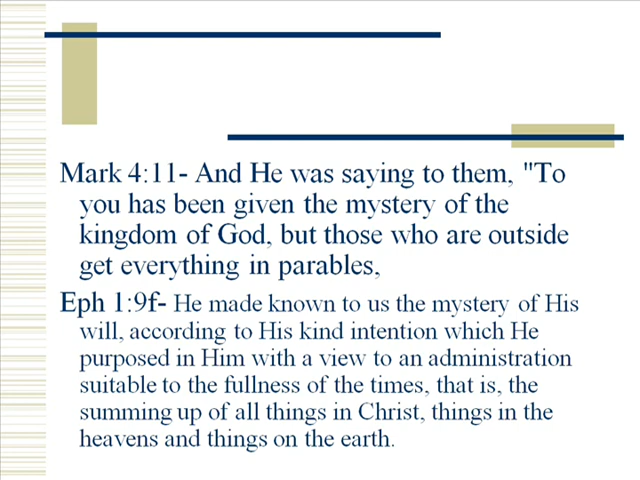 Mark 4:11- And He was saying to them, "To
you has been given the mystery of the
kingdom of God, but those who are outside
get everything in parables,
Eph 1:9f- He made known to us the mystery of His
will, according to His kind intention which He
purposed in Him with a view to an administration
suitable to the fullness of the times, that is, the
summing up of all things in Christ, things in the
heavens and things on the earth.